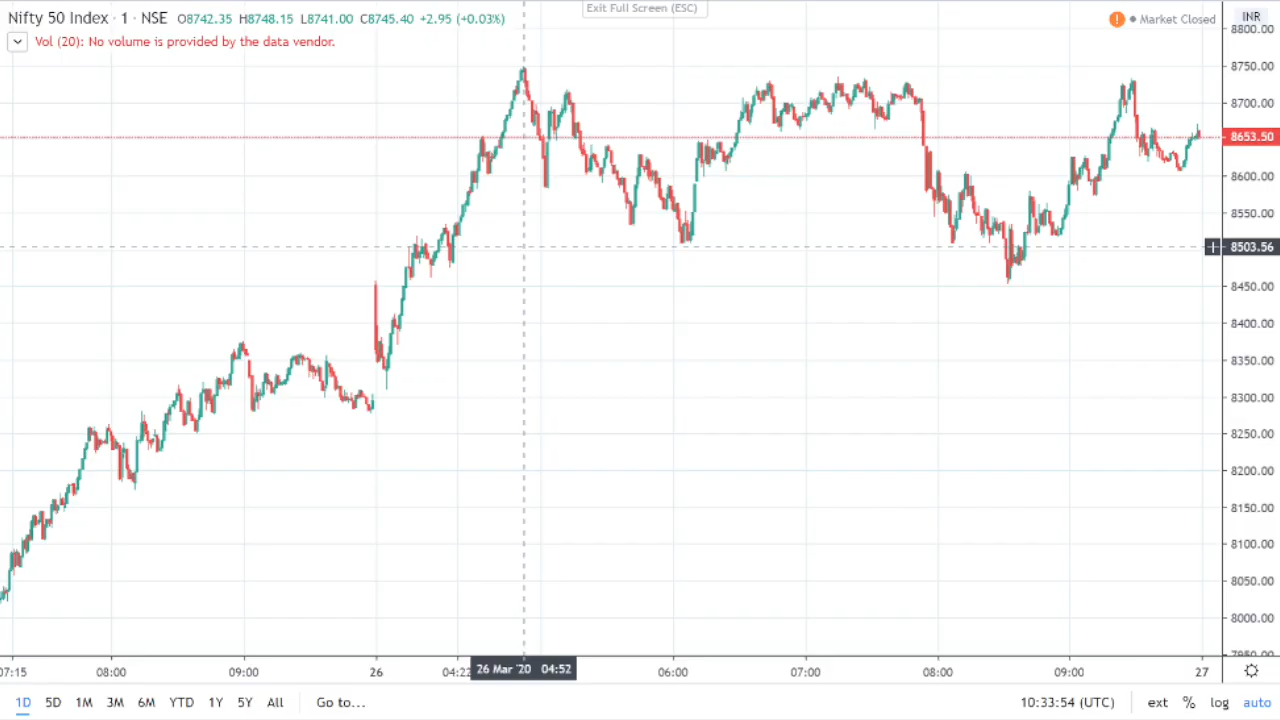 Exit Full Screen (ESC)
Nifty 50 Index · 1 · NSE O8742.35 H8748.15 L8741.00 C8745.40 +2.95 (+0.03%)
Market Closed
INR
Vol (20): No volume is provided by the data vendor.
8800.00
8750.00
8700.00
8653.50
8600.00
8550.00
8503.56
8450.00
8400.00
8350.00
8300.00
8250.00
8200.00
8150.00
8100.00
8050.00
8000.00
7950.00
07:15 08:00 09:00 26 04:22 26 Mar '20 04:52 06:00 07:00 08:00 09:00 27
1D 5D 1M 3M 6M YTD 1Y 5Y All Go to... 10:33:54 (UTC) ext % log auto